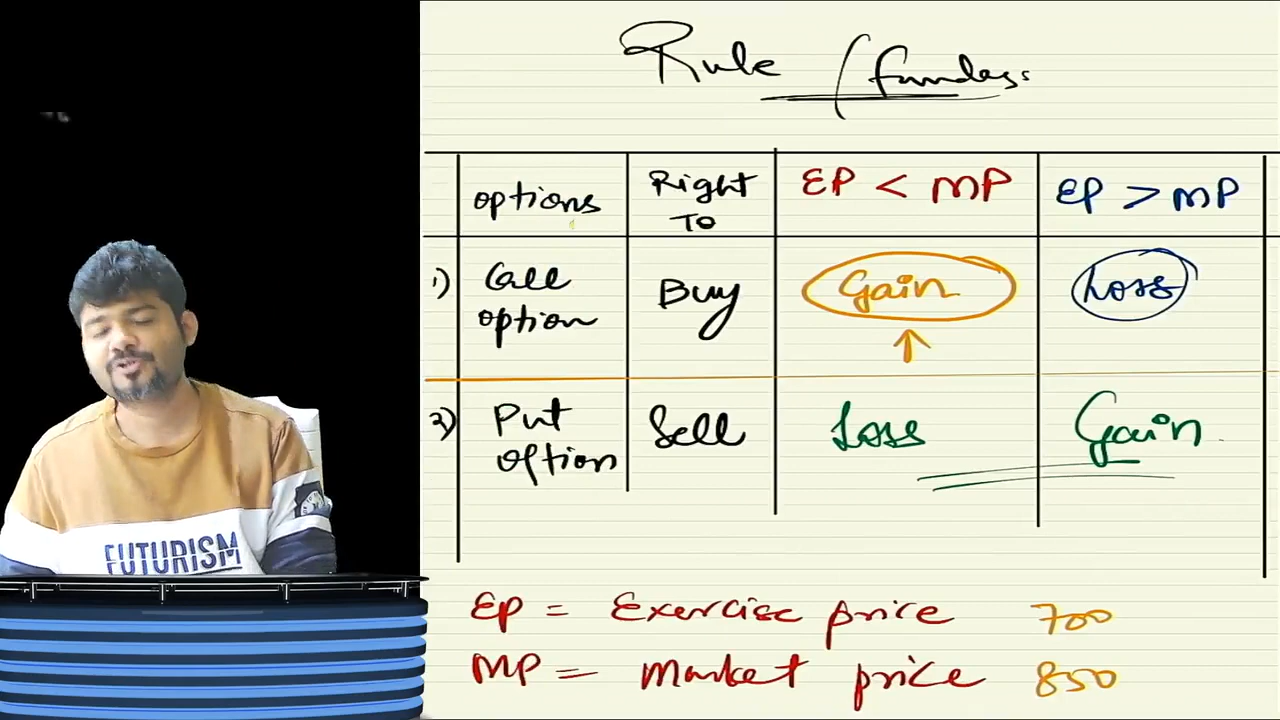 Rule / fundas:
options
Right To
EP < MP
EP > MP
1) Call option
Buy
Gain
Loss
2) Put option
Sell
Loss
Gain
EP = Exercise price 700
MP = Market price 850
FUTURISM